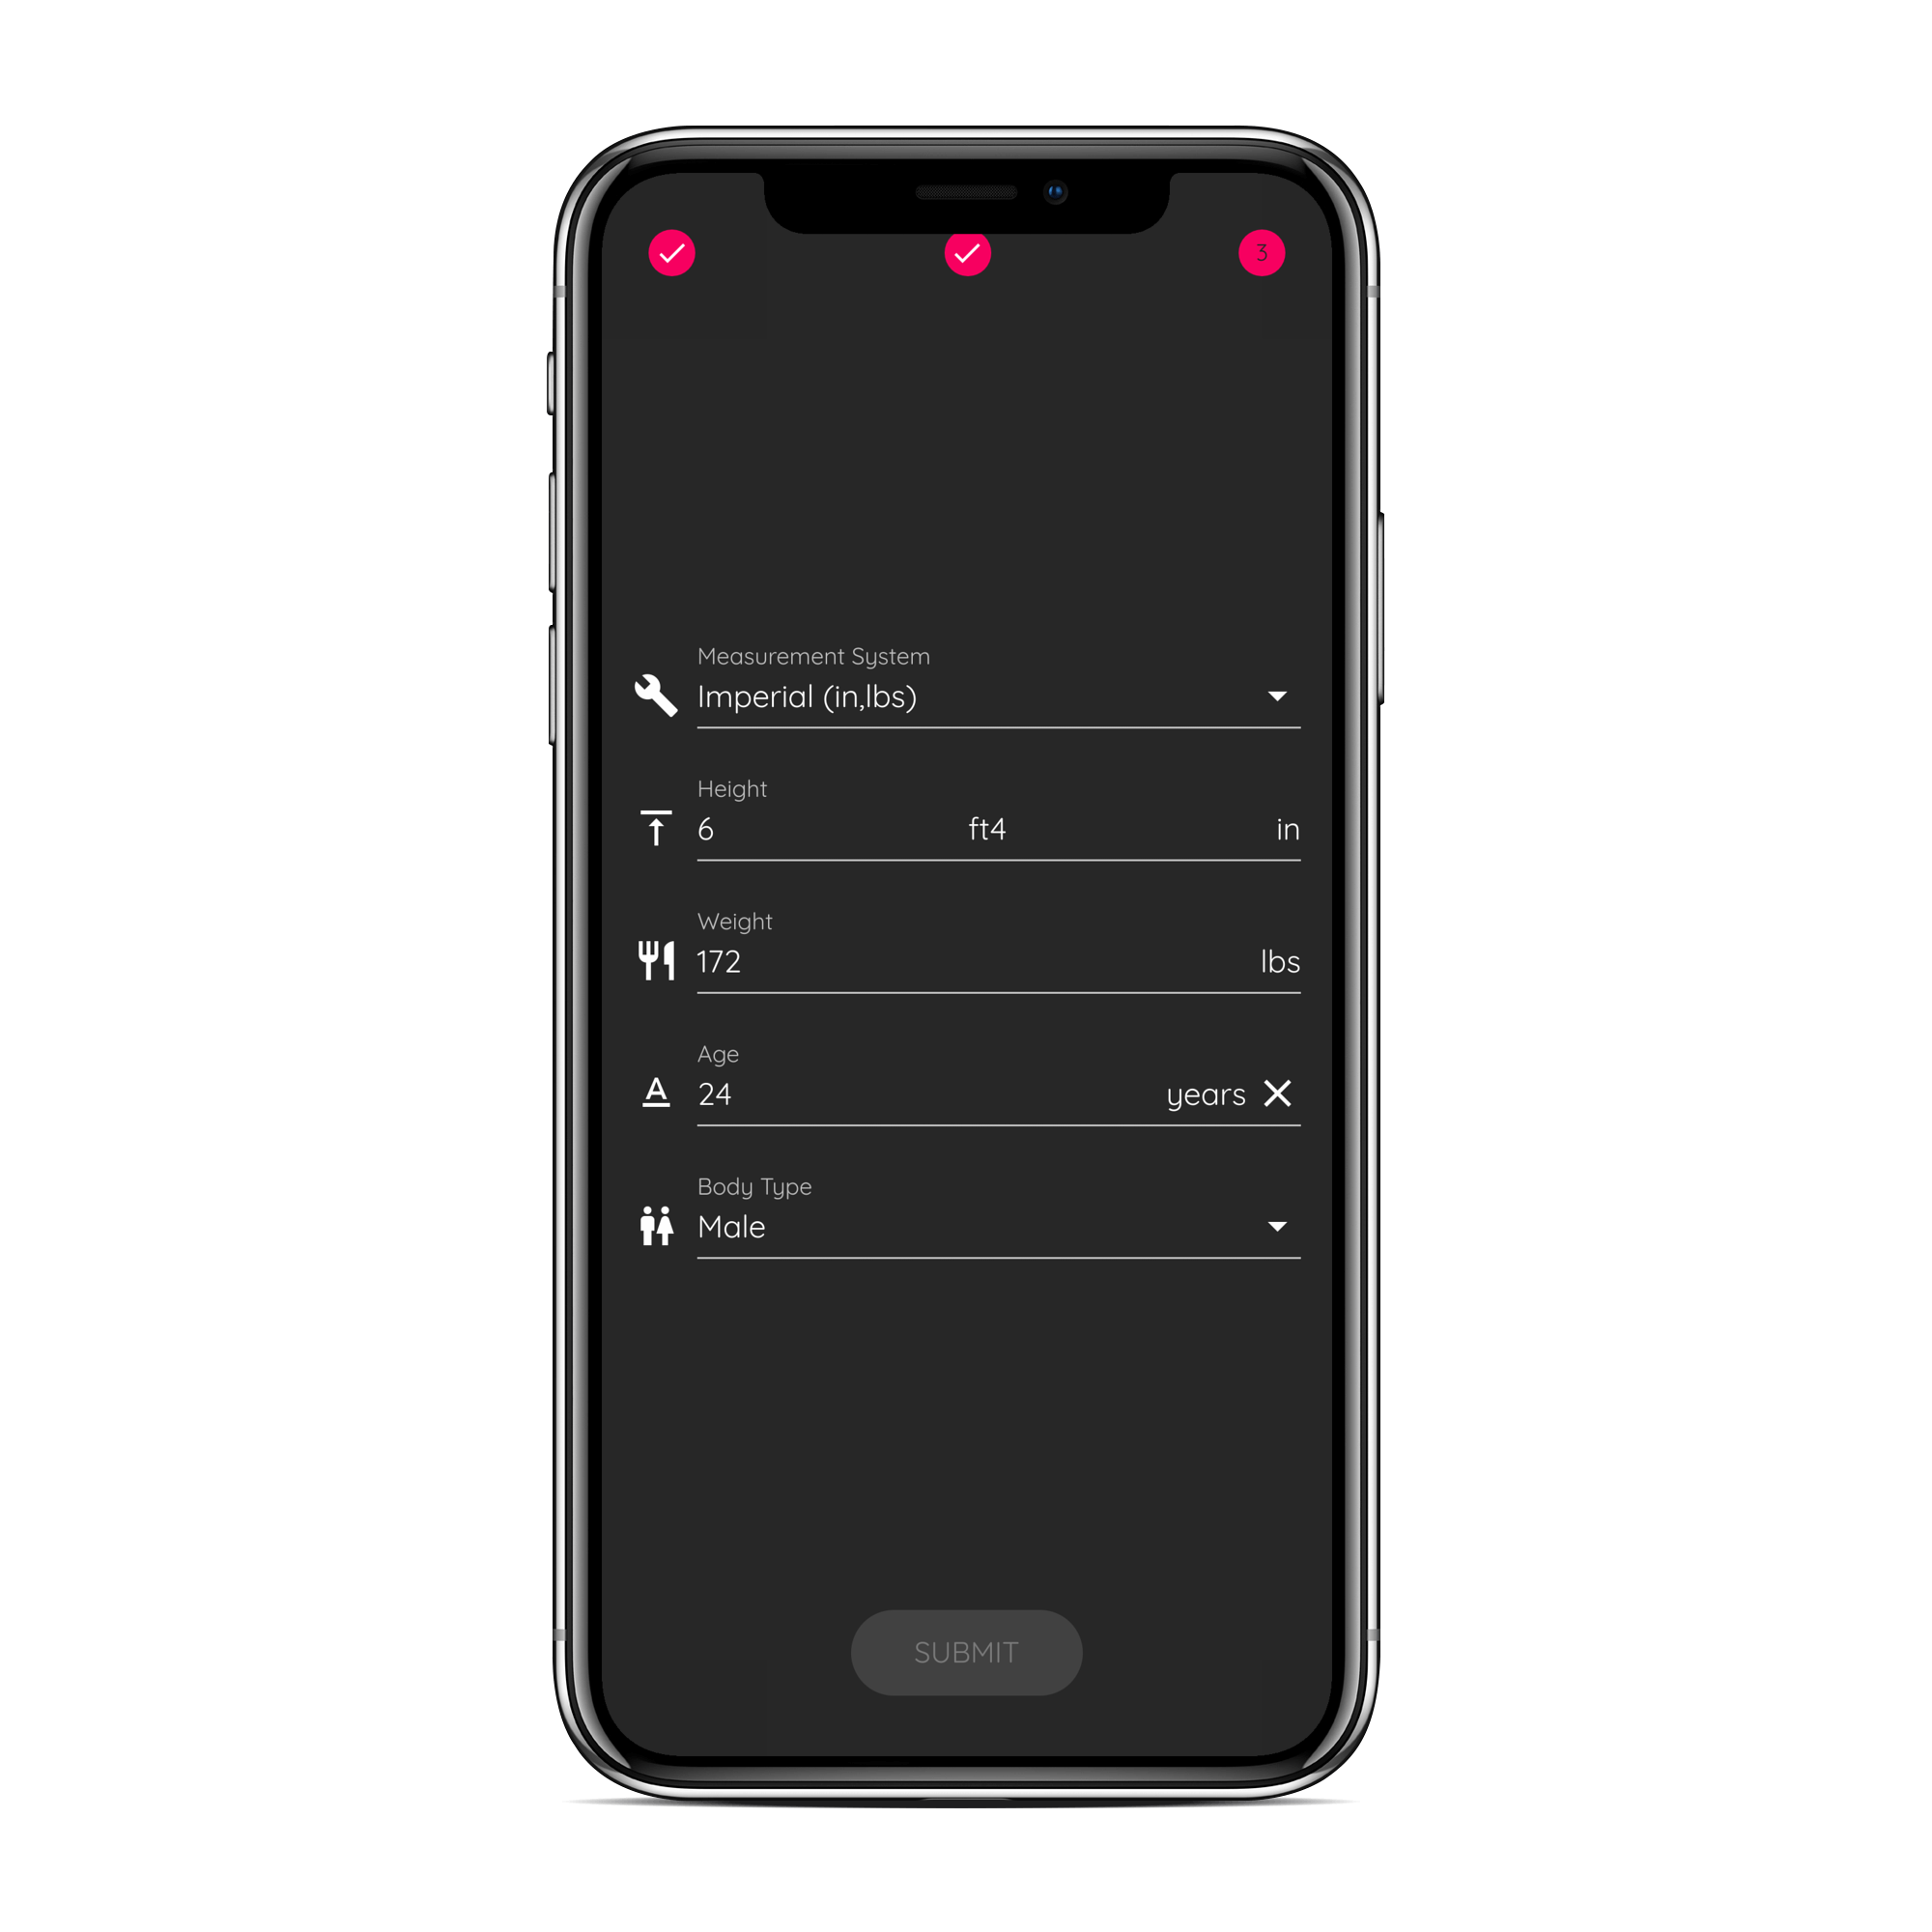 3
Measurement System
Imperial (in,lbs)
Height
6 ft4 in
Weight
172 lbs
Age
24 years
Body Type
Male
SUBMIT